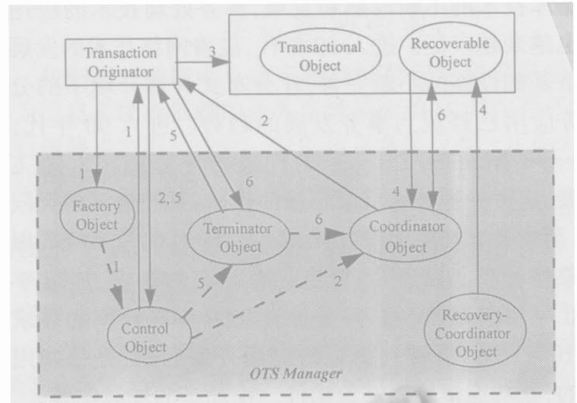 Transaction
Originator
3
Transactional
Object
Recoverable
Object
1
5
2
4
6
4
1
2, 5
6
4
Factory
Object
Terminator
Object
6
Coordinator
Object
1
5
2
Control
Object
Recovery-
Coordinator
Object
OTS Manager